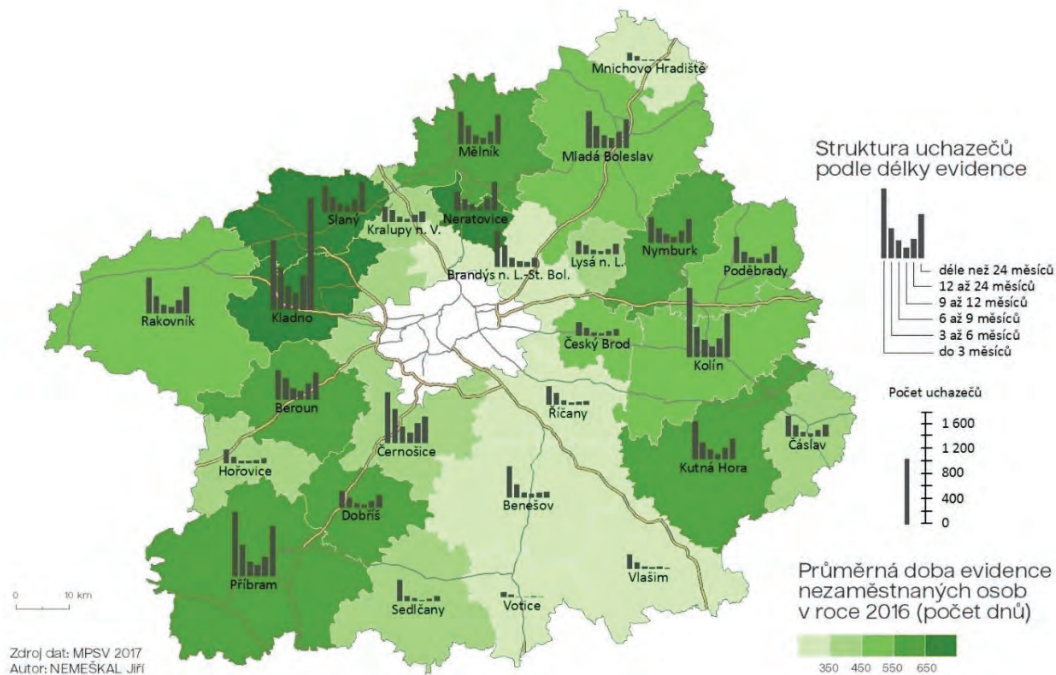 Mnichovo Hradiště
Mělník
Mladá Boleslav
Slaný
Neratovice
Kralupy n. V.
Nymburk
Lysá n. L.
Brandýs n. L.-St. Bol.
Poděbrady
Rakovník
Kladno
Český Brod
Kolín
Beroun
Říčany
Čáslav
Černošice
Kutná Hora
Hořovice
Benešov
Dobříš
Vlašim
Příbram
Sedlčany
Votice
Struktura uchazečů
podle délky evidence
déle než 24 měsíců
12 až 24 měsíců
9 až 12 měsíců
6 až 9 měsíců
3 až 6 měsíců
do 3 měsíců
Počet uchazečů
1 600
1 200
800
400
0
Průměrná doba evidence
nezaměstnaných osob
v roce 2016 (počet dnů)
350 450 550 650
0 10 km
Zdroj dat: MPSV 2017
Autor: NEMEŠKAL Jiří